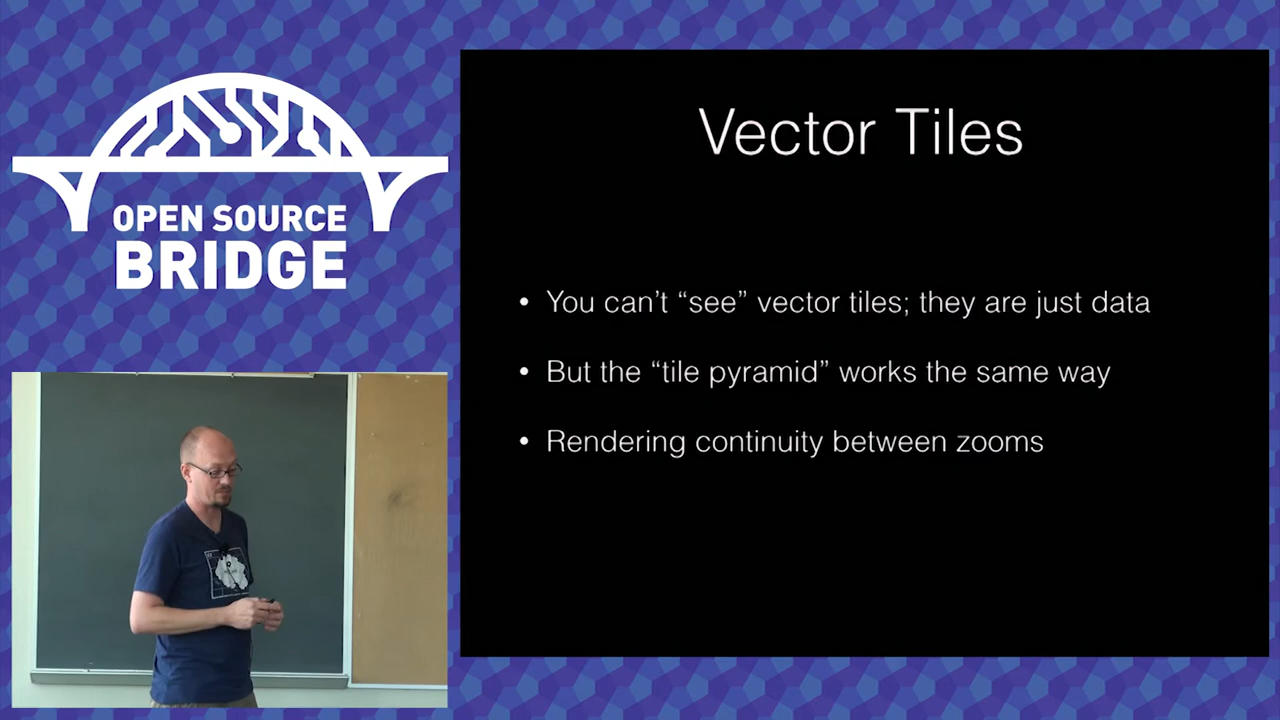 OPEN SOURCE
BRIDGE
Vector Tiles
• You can’t “see” vector tiles; they are just data
• But the “tile pyramid” works the same way
• Rendering continuity between zooms